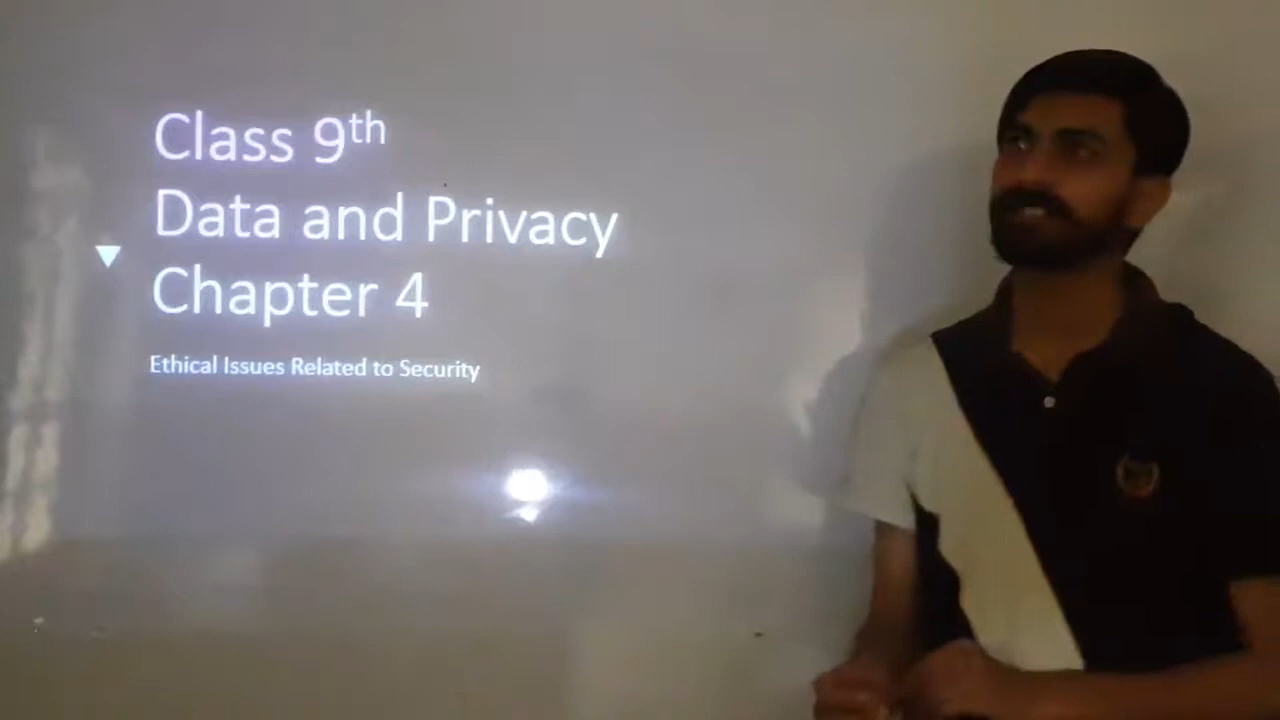 Class 9th
Data and Privacy
Chapter 4
Ethical Issues Related to Security